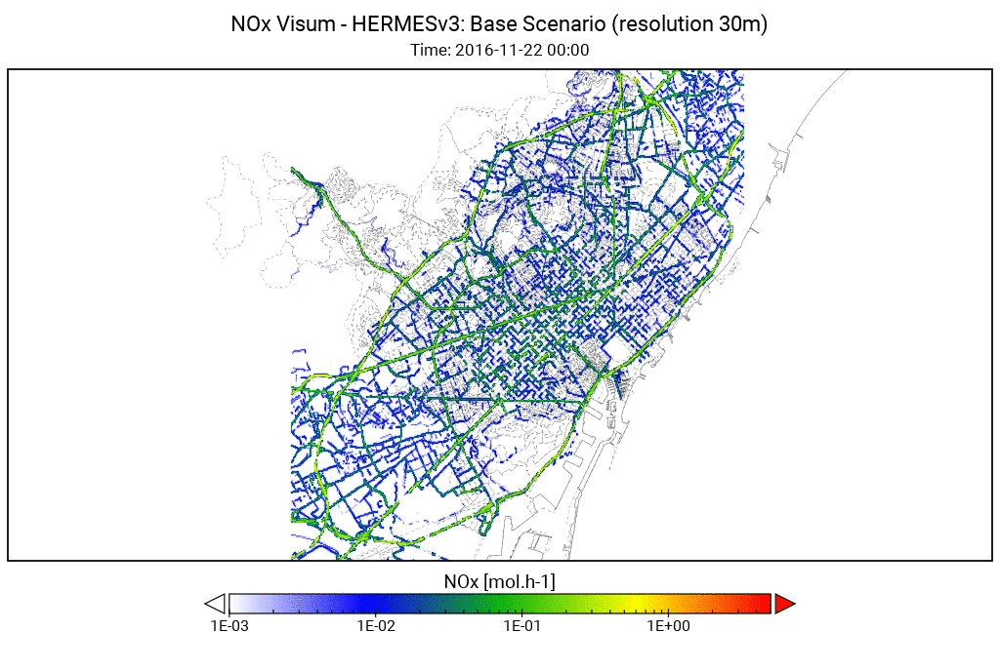 NOx Visum - HERMESv3: Base Scenario (resolution 30m)
Time: 2016-11-22 00:00
NOx [mol.h-1]
1E-03 1E-02 1E-01 1E+00